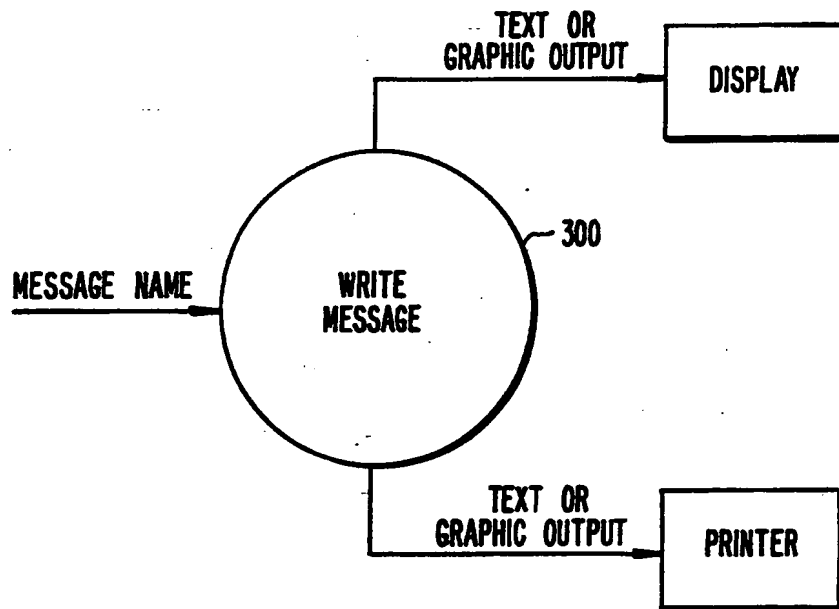 TEXT OR
GRAPHIC OUTPUT
DISPLAY
300
MESSAGE NAME
WRITE
MESSAGE
TEXT OR
GRAPHIC OUTPUT
PRINTER